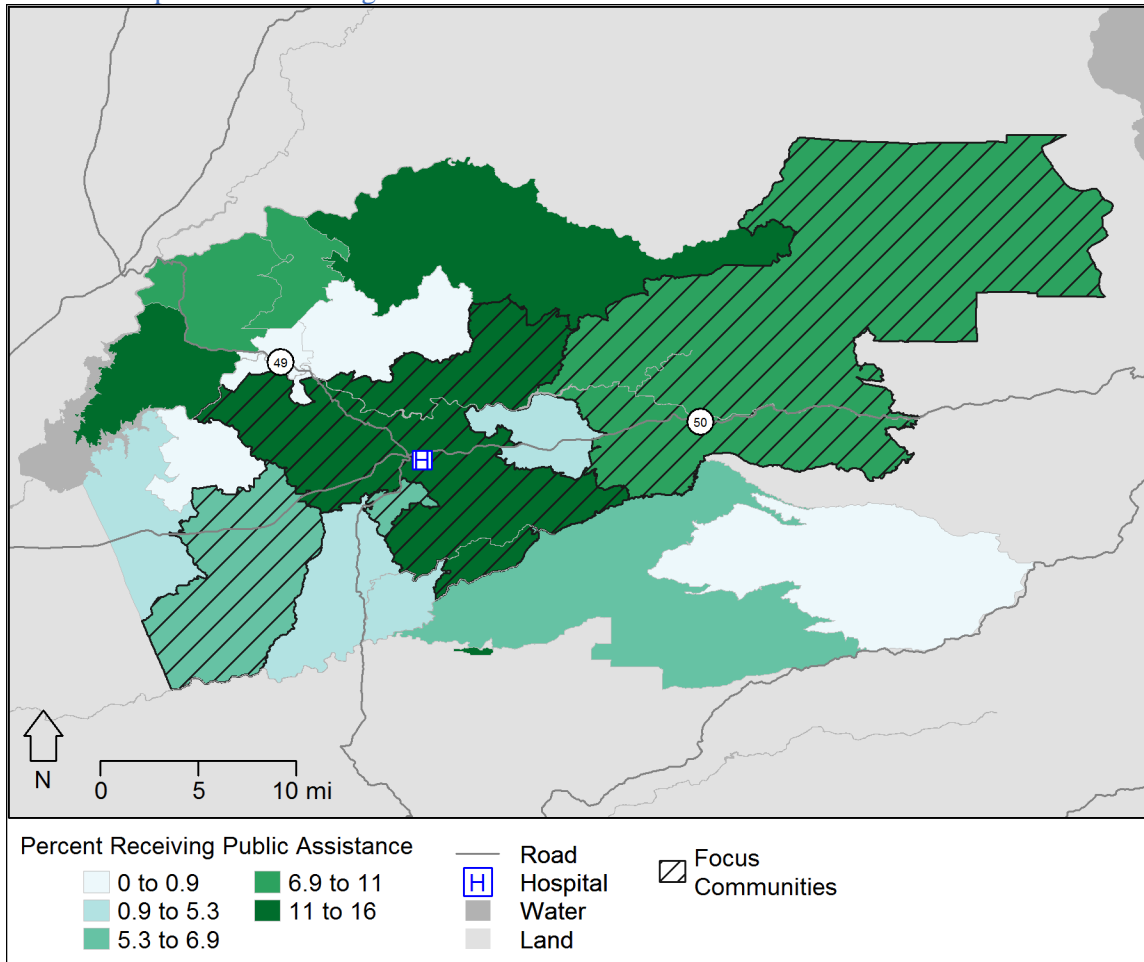 49
50
H
N
0 5 10 mi
Percent Receiving Public Assistance
0 to 0.9
0.9 to 5.3
5.3 to 6.9
6.9 to 11
11 to 16
Road
H Hospital
Water
Land
Focus
Communities